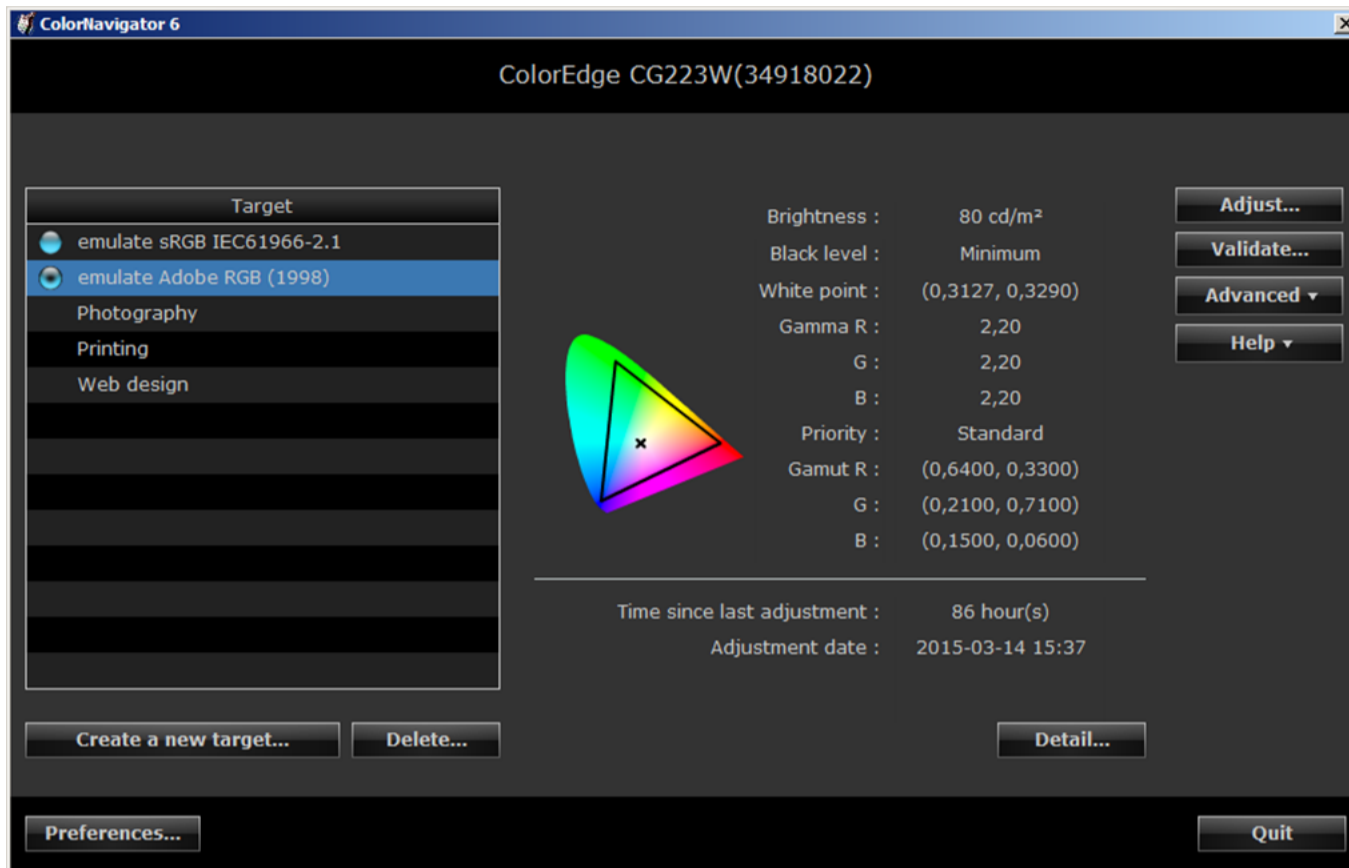 ColorNavigator 6
ColorEdge CG223W(34918022)
Target
emulate sRGB IEC61966-2.1
emulate Adobe RGB (1998)
Photography
Printing
Web design
Brightness : 80 cd/m²
Black level : Minimum
White point : (0,3127, 0,3290)
Gamma R : 2,20
G : 2,20
B : 2,20
Priority : Standard
Gamut R : (0,6400, 0,3300)
G : (0,2100, 0,7100)
B : (0,1500, 0,0600)
Time since last adjustment : 86 hour(s)
Adjustment date : 2015-03-14 15:37
Adjust...
Validate...
Advanced
Help
Create a new target...
Delete...
Detail...
Preferences...
Quit